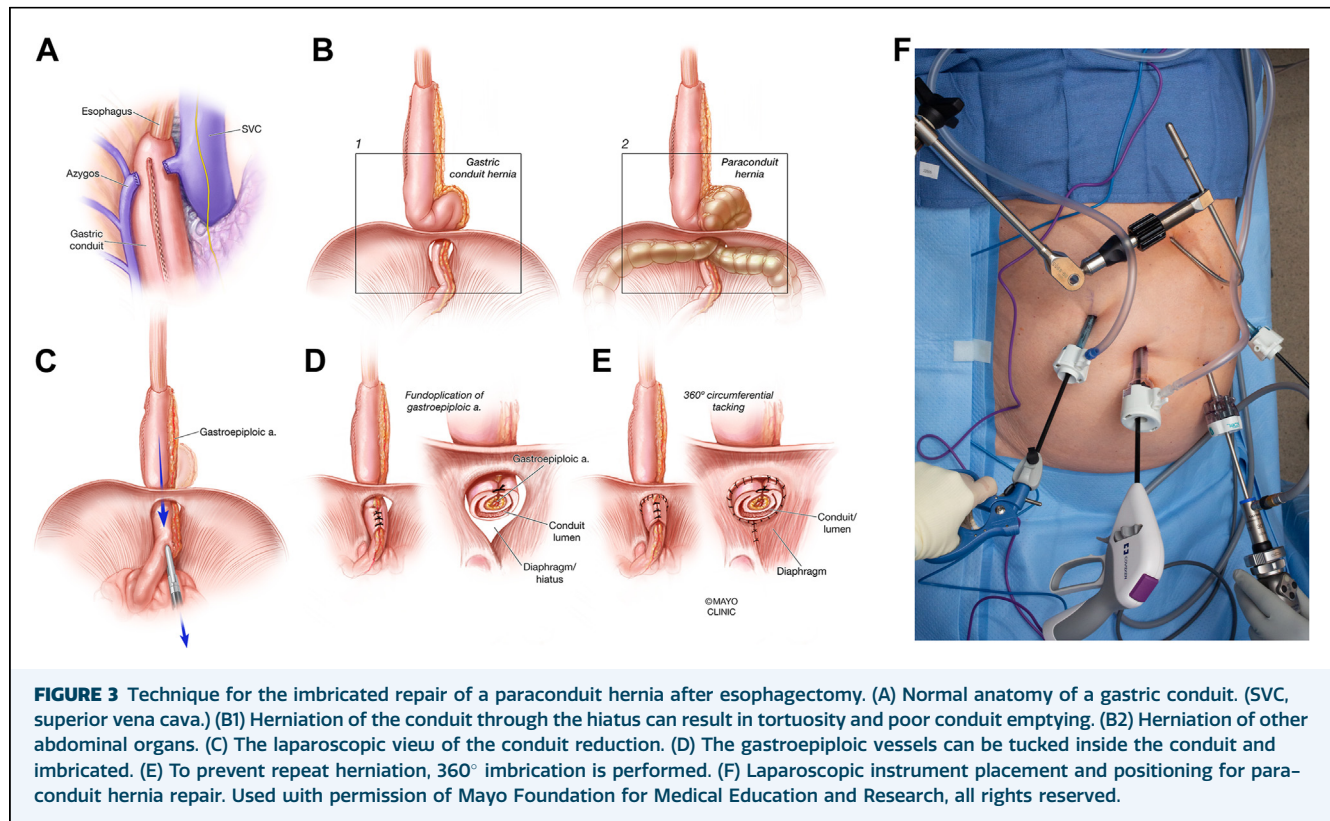 A
Esophagus
SVC
Azygos
Gastric
conduit
B
1
Gastric
conduit hernia
2
Paraconduit
hernia
C
Gastroepiploic a.
D
Fundoplication of
gastroepiploic a.
Gastroepiploic a.
Conduit
lumen
Diaphragm/
hiatus
E
360° circumferential
tacking
Conduit/
lumen
Diaphragm
©MAYO
CLINIC
F
COVIDIEN
FIGURE 3 Technique for the imbricated repair of a paraconduit hernia after esophagectomy. (A) Normal anatomy of a gastric conduit. (SVC,
superior vena cava.) (B1) Herniation of the conduit through the hiatus can result in tortuosity and poor conduit emptying. (B2) Herniation of other
abdominal organs. (C) The laparoscopic view of the conduit reduction. (D) The gastroepiploic vessels can be tucked inside the conduit and
imbricated. (E) To prevent repeat herniation, 360° imbrication is performed. (F) Laparoscopic instrument placement and positioning for para-
conduit hernia repair. Used with permission of Mayo Foundation for Medical Education and Research, all rights reserved.